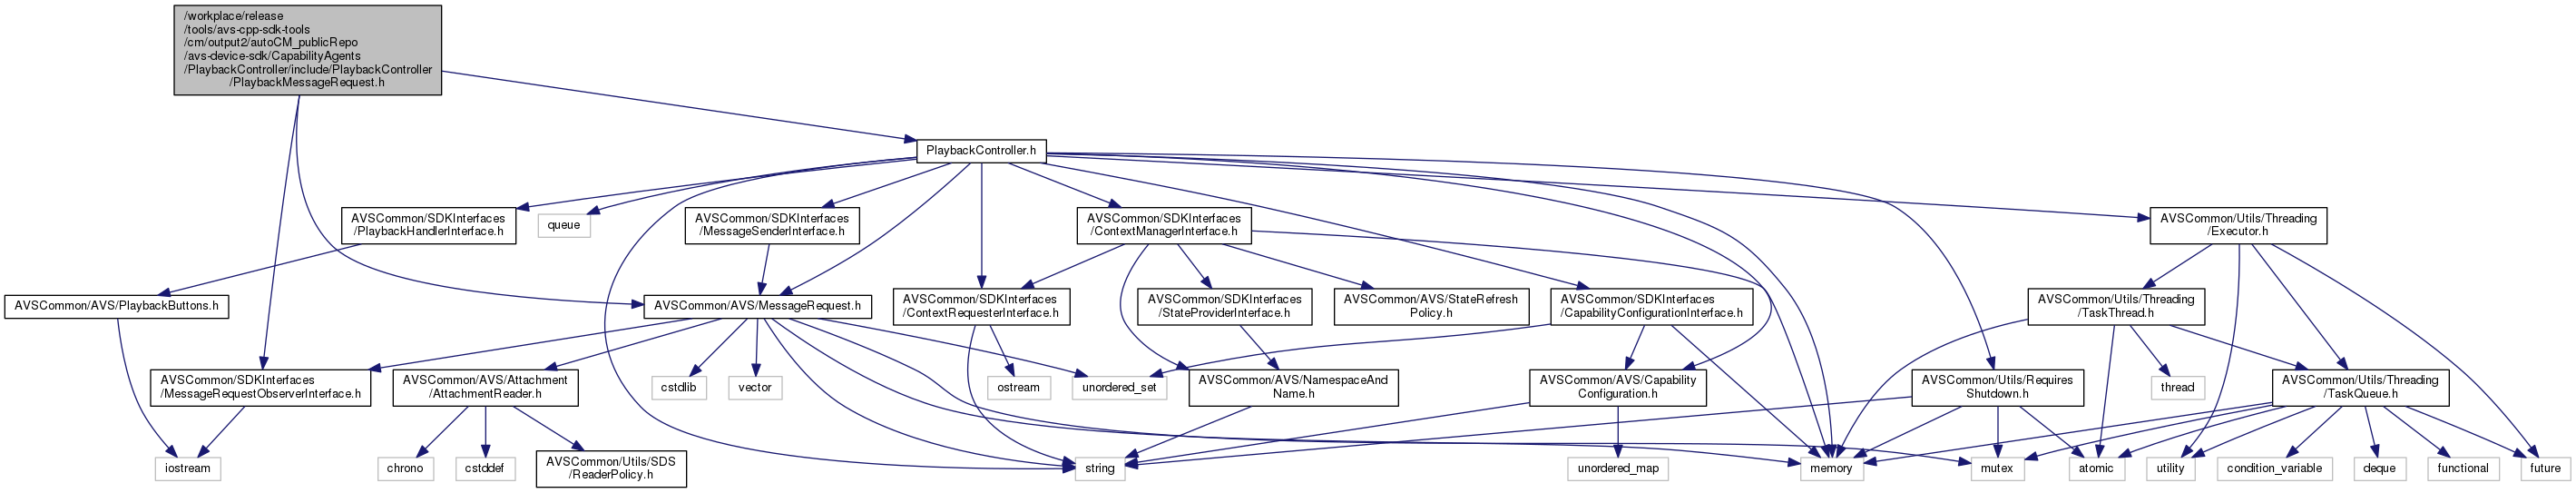 /workplace/release
/tools/avs-cpp-sdk-tools
/cm/output2/autoCM_publicRepo
/avs-device-sdk/CapabilityAgents
/PlaybackController/include/PlaybackController
/PlaybackMessageRequest.h
PlaybackController.h
AVSCommon/SDKInterfaces
/PlaybackHandlerInterface.h
queue
AVSCommon/SDKInterfaces
/MessageSenderInterface.h
AVSCommon/SDKInterfaces
/ContextManagerInterface.h
AVSCommon/Utils/Threading
/Executor.h
AVSCommon/AVS/PlaybackButtons.h
AVSCommon/AVS/MessageRequest.h
AVSCommon/SDKInterfaces
/ContextRequesterInterface.h
AVSCommon/SDKInterfaces
/StateProviderInterface.h
AVSCommon/AVS/StateRefresh
Policy.h
AVSCommon/SDKInterfaces
/CapabilityConfigurationInterface.h
AVSCommon/Utils/Threading
/TaskThread.h
AVSCommon/SDKInterfaces
/MessageRequestObserverInterface.h
AVSCommon/AVS/Attachment
/AttachmentReader.h
cstdlib
vector
ostream
unordered_set
AVSCommon/AVS/NamespaceAnd
Name.h
AVSCommon/AVS/Capability
Configuration.h
AVSCommon/Utils/Requires
Shutdown.h
thread
AVSCommon/Utils/Threading
/TaskQueue.h
iostream
chrono
cstddef
AVSCommon/Utils/SDS
/ReaderPolicy.h
string
unordered_map
memory
mutex
atomic
utility
condition_variable
deque
functional
future